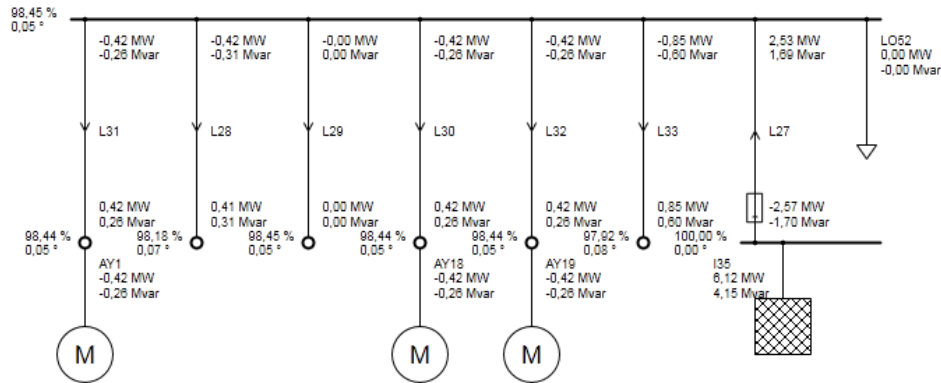 98,45 %
0,05 °
-0,42 MW
-0,26 Mvar
-0,42 MW
-0,31 Mvar
-0,00 MW
0,00 Mvar
-0,42 MW
-0,26 Mvar
-0,42 MW
-0,26 Mvar
-0,85 MW
-0,60 Mvar
2,53 MW
1,69 Mvar
LO52
0,00 MW
-0,00 Mvar
L31
L28
L29
L30
L32
L33
L27
0,42 MW
0,26 Mvar
0,41 MW
0,31 Mvar
0,00 MW
0,00 Mvar
0,42 MW
0,26 Mvar
0,42 MW
0,26 Mvar
0,85 MW
0,60 Mvar
-2,57 MW
-1,70 Mvar
98,44 %
0,05 °
98,18 %
0,07 °
98,45 %
0,05 °
98,44 %
0,05 °
98,44 %
0,05 °
97,92 %
0,08 °
100,00 %
0,00 °
AY1
-0,42 MW
-0,26 Mvar
AY18
-0,42 MW
-0,26 Mvar
AY19
-0,42 MW
-0,26 Mvar
I35
6,12 MW
4,15 Mvar
M
M
M